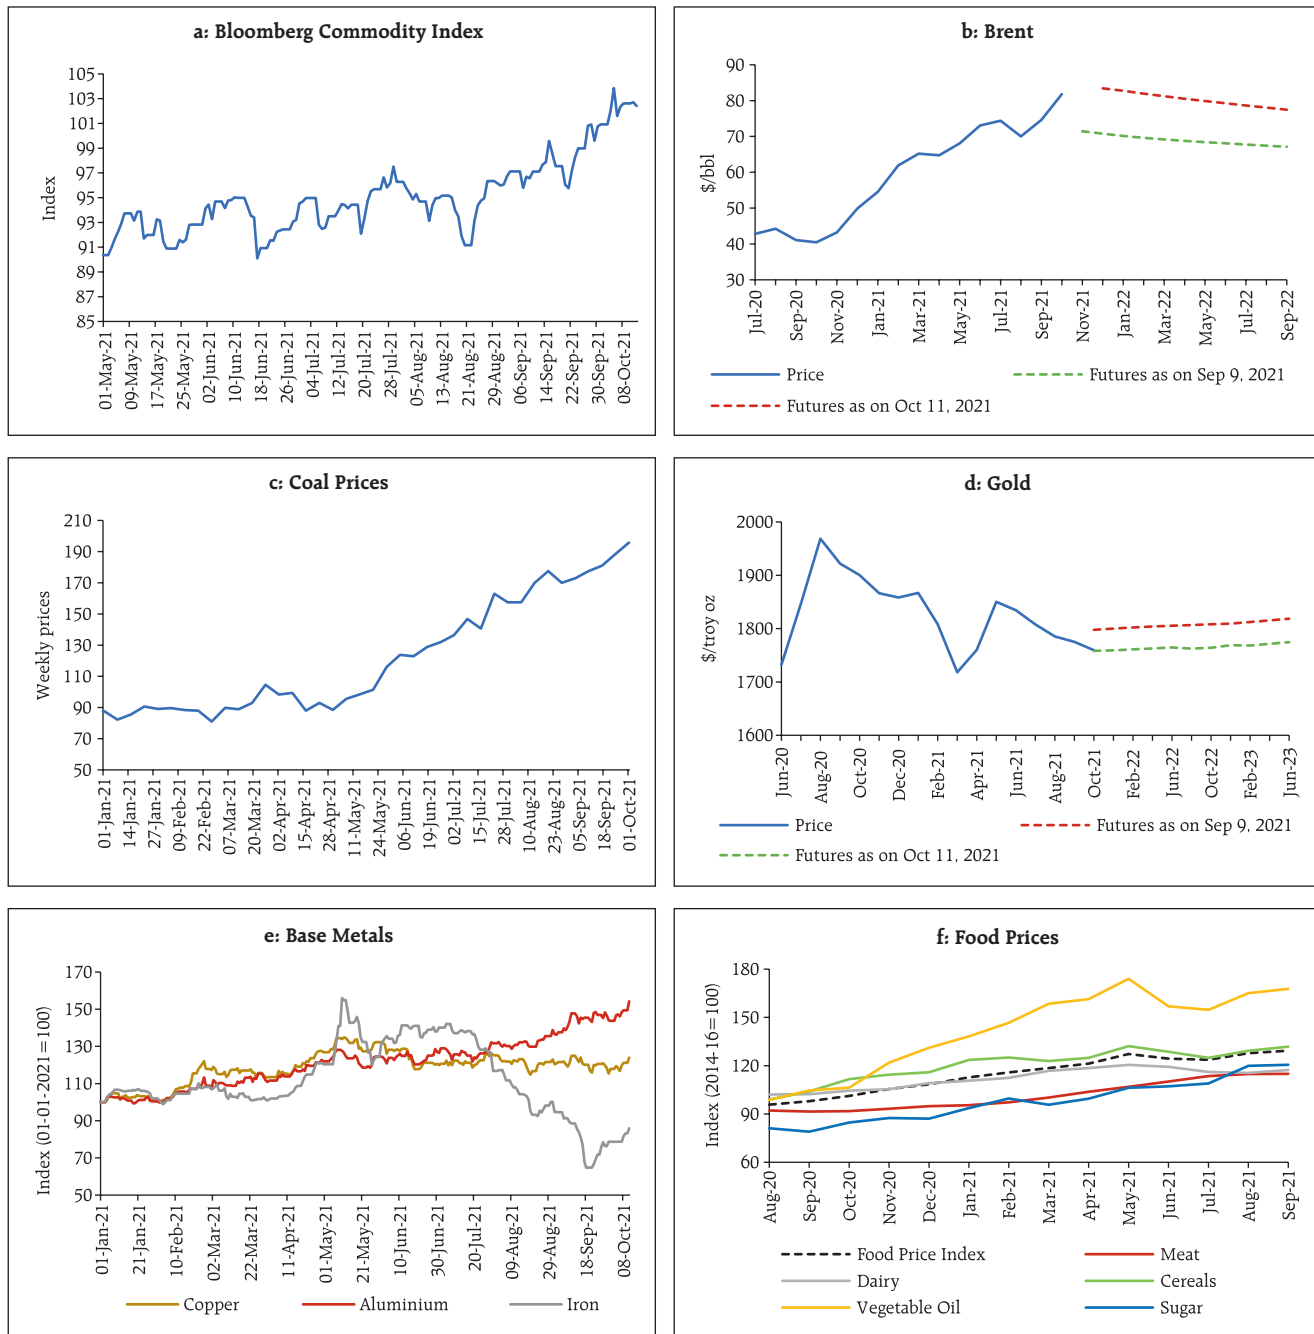 a: Bloomberg Commodity Index
Index
105
103
101
99
97
95
93
91
89
87
85
01-May-21
09-May-21
17-May-21
25-May-21
02-Jun-21
10-Jun-21
18-Jun-21
26-Jun-21
04-Jul-21
12-Jul-21
20-Jul-21
28-Jul-21
05-Aug-21
13-Aug-21
21-Aug-21
29-Aug-21
06-Sep-21
14-Sep-21
22-Sep-21
30-Sep-21
08-Oct-21
b: Brent
$/bbl
90
80
70
60
50
40
30
Jul-20
Sep-20
Nov-20
Jan-21
Mar-21
May-21
Jul-21
Sep-21
Nov-21
Jan-22
Mar-22
May-22
Jul-22
Sep-22
Price
Futures as on Sep 9, 2021
Futures as on Oct 11, 2021
c: Coal Prices
Weekly prices
210
190
170
150
130
110
90
70
50
01-Jan-21
14-Jan-21
27-Jan-21
09-Feb-21
22-Feb-21
07-Mar-21
20-Mar-21
02-Apr-21
15-Apr-21
28-Apr-21
11-May-21
24-May-21
06-Jun-21
19-Jun-21
02-Jul-21
15-Jul-21
28-Jul-21
10-Aug-21
23-Aug-21
05-Sep-21
18-Sep-21
01-Oct-21
d: Gold
$/troy oz
2000
1900
1800
1700
1600
Jun-20
Aug-20
Oct-20
Dec-20
Feb-21
Apr-21
Jun-21
Aug-21
Oct-21
Feb-22
Jun-22
Oct-22
Feb-23
Jun-23
Price
Futures as on Sep 9, 2021
Futures as on Oct 11, 2021
e: Base Metals
Index (01-01-2021 = 100)
170
150
130
110
90
70
50
01-Jan-21
21-Jan-21
10-Feb-21
02-Mar-21
22-Mar-21
11-Apr-21
01-May-21
21-May-21
10-Jun-21
30-Jun-21
20-Jul-21
09-Aug-21
29-Aug-21
18-Sep-21
08-Oct-21
Copper
Aluminium
Iron
f: Food Prices
Index (2014-16=100)
180
150
120
90
60
Aug-20
Sep-20
Oct-20
Nov-20
Dec-20
Jan-21
Feb-21
Mar-21
Apr-21
May-21
Jun-21
Jul-21
Aug-21
Sep-21
Food Price Index
Meat
Dairy
Cereals
Vegetable Oil
Sugar